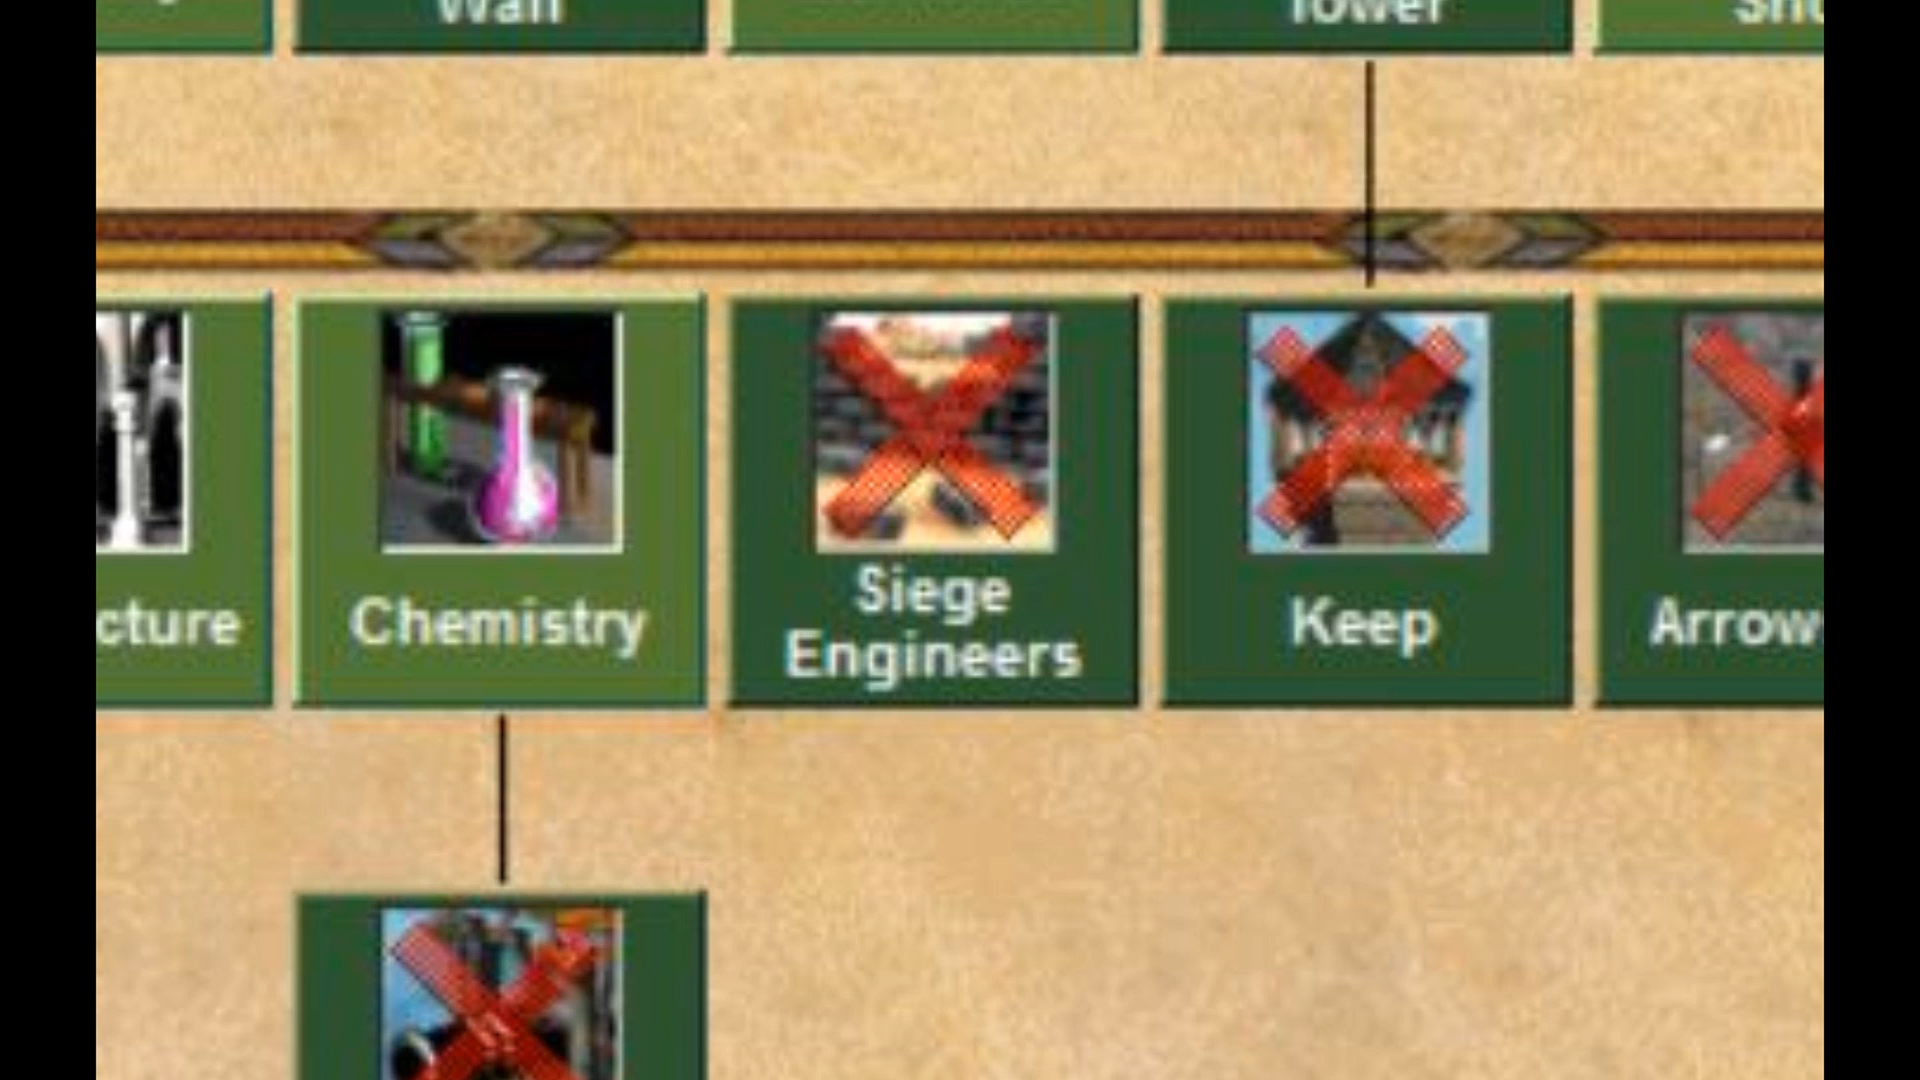 Wall
Tower
cture
Chemistry
Siege
Engineers
Keep
Arrow